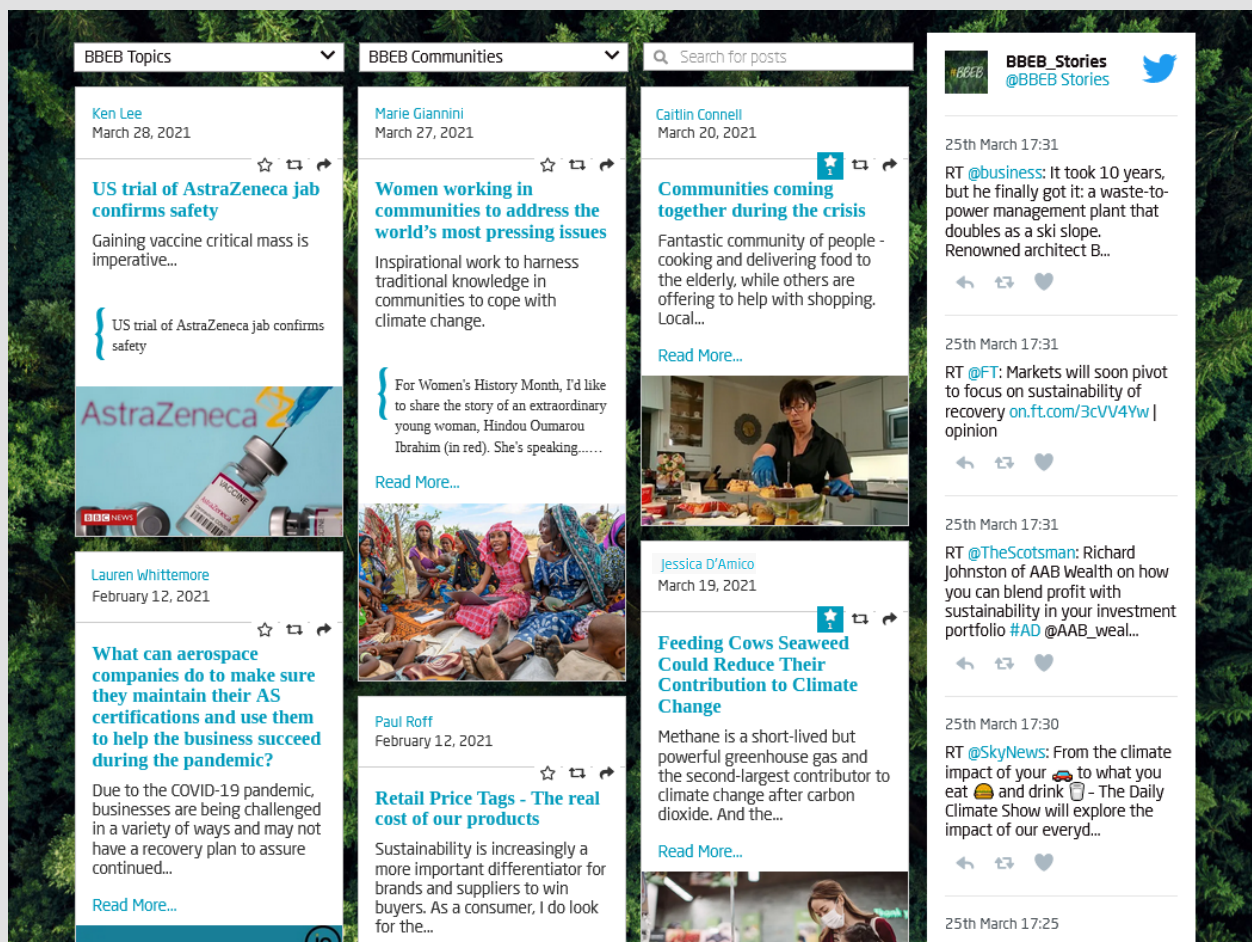 BBEB Topics
BBEB Communities
Search for posts
Ken Lee
March 28, 2021
US trial of AstraZeneca jab
confirms safety
Gaining vaccine critical mass is
imperative...
US trial of AstraZeneca jab confirms
safety
AstraZeneca
VACCINE
AstraZeneca
BBC NEWS
Lauren Whittemore
February 12, 2021
What can aerospace
companies do to make sure
they maintain their AS
certifications and use them
to help the business succeed
during the pandemic?
Due to the COVID-19 pandemic,
businesses are being challenged
in a variety of ways and may not
have a recovery plan to assure
continued...
Read More...
Marie Giannini
March 27, 2021
Women working in
communities to address the
world’s most pressing issues
Inspirational work to harness
traditional knowledge in
communities to cope with
climate change.
For Women's History Month, I'd like
to share the story of an extraordinary
young woman, Hindou Oumarou
Ibrahim (in red). She's speaking...…
Read More...
Paul Roff
February 12, 2021
Retail Price Tags - The real
cost of our products
Sustainability is increasingly a
more important differentiator for
brands and suppliers to win
buyers. As a consumer, I do look
for the...
Caitlin Connell
March 20, 2021
1
Communities coming
together during the crisis
Fantastic community of people -
cooking and delivering food to
the elderly, while others are
offering to help with shopping.
Local...
Read More...
Jessica D'Amico
March 19, 2021
1
Feeding Cows Seaweed
Could Reduce Their
Contribution to Climate
Change
Methane is a short-lived but
powerful greenhouse gas and
the second-largest contributor to
climate change after carbon
dioxide. And the...
Read More...
#BBEB
BBEB_Stories
@BBEB Stories
25th March 17:31
RT @business: It took 10 years,
but he finally got it: a waste-to-
power management plant that
doubles as a ski slope.
Renowned architect B...
25th March 17:31
RT @FT: Markets will soon pivot
to focus on sustainability of
recovery on.ft.com/3cVV4Yw |
opinion
25th March 17:31
RT @TheScotsman: Richard
Johnston of AAB Wealth on how
you can blend profit with
sustainability in your investment
portfolio #AD @AAB_weal...
25th March 17:30
RT @SkyNews: From the climate
impact of your 🚗 to what you
eat 🍔 and drink 🥛 – The Daily
Climate Show will explore the
impact of our everyd...
25th March 17:25